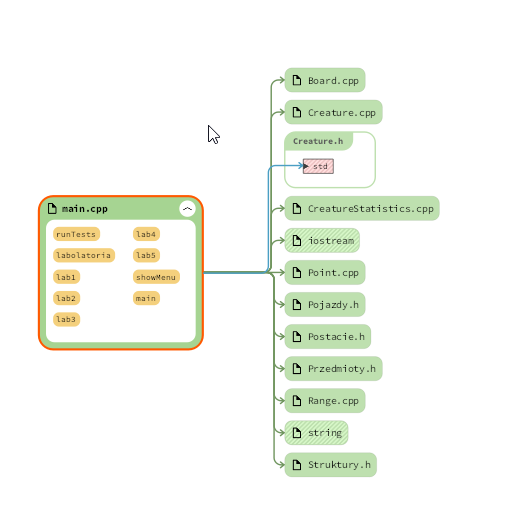 main.cpp
runTests
lab4
labolatoria
lab5
lab1
showMenu
lab2
main
lab3
Board.cpp
Creature.cpp
Creature.h
std
CreatureStatistics.cpp
iostream
Point.cpp
Pojazdy.h
Postacie.h
Przedmioty.h
Range.cpp
string
Struktury.h